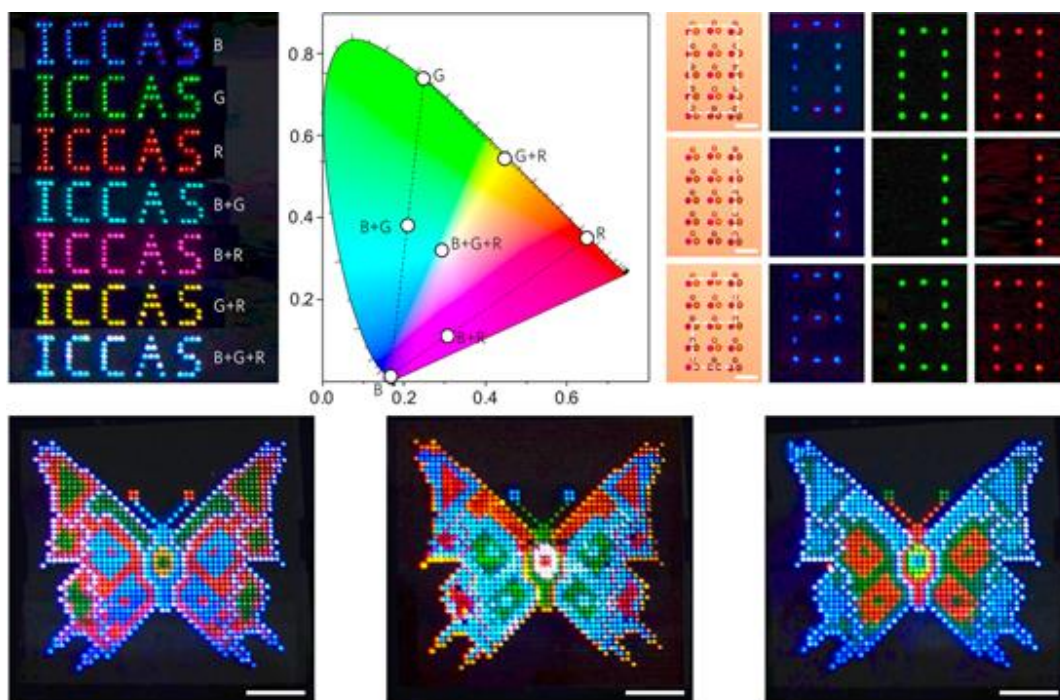 ICCAS B
ICCAS G
ICCAS R
ICCAS B+G
ICCAS B+R
ICCAS G+R
ICCAS B+G+R
0.8
0.6
0.4
0.2
0.0 0.2 0.4 0.6
G
G+R
B+G
R
B+G+R
B+R
B